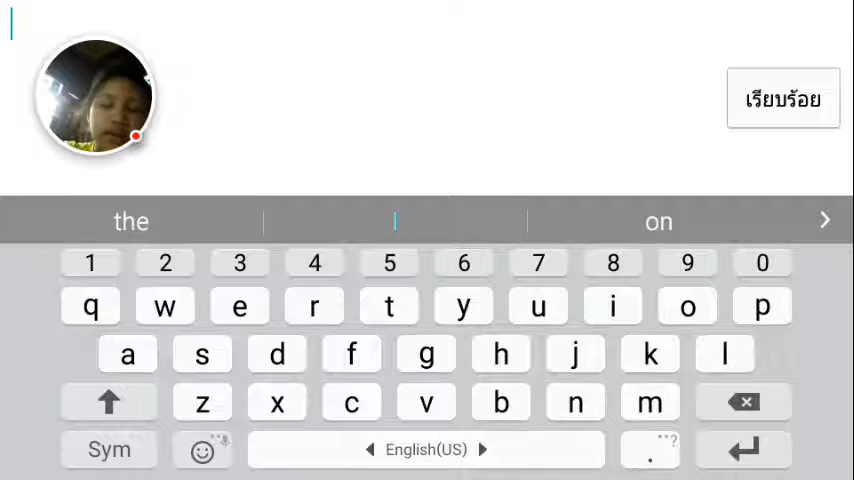 เรียบร้อย
the
i
on
1 2 3 4 5 6 7 8 9 0
q w e r t y u i o p
a s d f g h j k l
z x c v b n m
Sym
English(US)
. ?